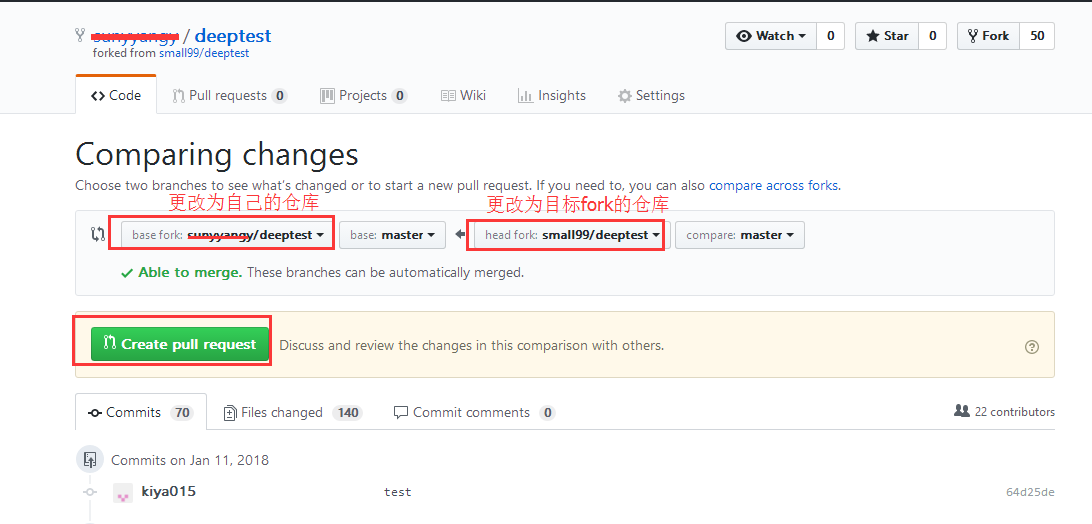 sunyyangy / deeptest
forked from small99/deeptest
Watch 0 Star 0 Fork 50
Code Pull requests 0 Projects 0 Wiki Insights Settings
Comparing changes
Choose two branches to see what's changed or to start a new pull request. If you need to, you can also compare across forks.
更改为自己的仓库 更改为目标fork的仓库
base fork: sunyyangy/deeptest base: master head fork: small99/deeptest compare: master
Able to merge. These branches can be automatically merged.
Create pull request Discuss and review the changes in this comparison with others.
Commits 70 Files changed 140 Commit comments 0 22 contributors
Commits on Jan 11, 2018
kiya015 test 64d25de